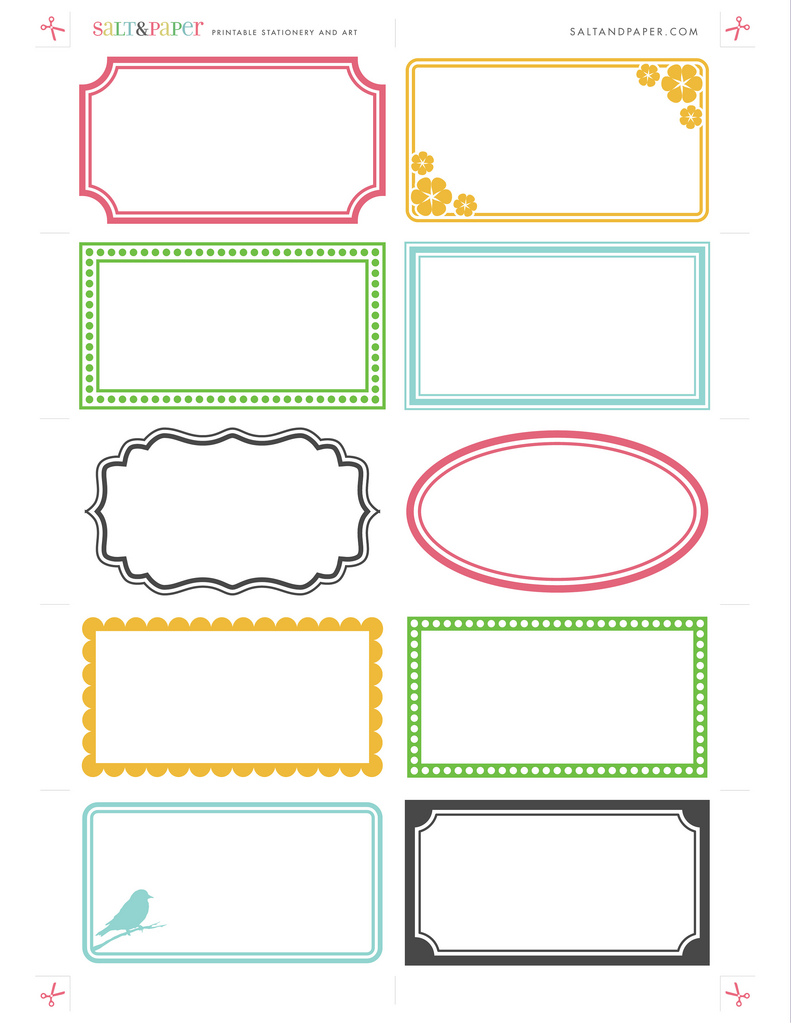 SALT&PAPER PRINTABLE STATIONERY AND ART
SALTANDPAPER.COM